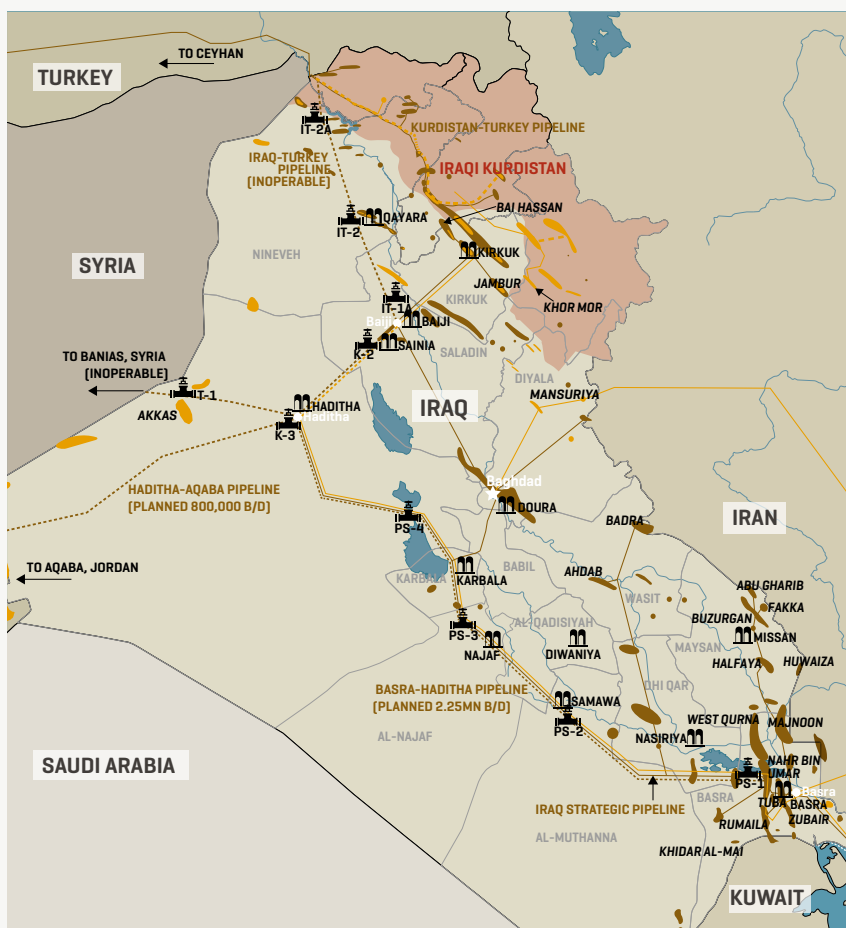 TO CEYHAN
TURKEY
IT-2A
KURDISTAN-TURKEY PIPELINE
IRAQ-TURKEY
PIPELINE
(INOPERABLE)
IRAQI KURDISTAN
BAI HASSAN
QAYARA
IT-2
NINEVEH
KIRKUK
SYRIA
JAMBUR
KIRKUK
KHOR MOR
IT-1A
Baiji
BAIJI
K-2
SAINIA
SALADIN
TO BANIAS, SYRIA
(INOPERABLE)
DIYALA
MANSURIYA
IT-1
AKKAS
HADITHA
Haditha
K-3
IRAQ
Baghdad
HADITHA-AQABA PIPELINE
(PLANNED 800,000 B/D)
DOURA
IRAN
PS-4
BADRA
TO AQABA, JORDAN
KARBALA
KARBALA
BABIL
AHDAB
WASIT
ABU GHARIB
FAKKA
BUZURGAN
PS-3
AL-QADISIYAH
MISSAN
NAJAF
DIWANIYA
MAYSAN
HALFAYA
HUWAIZA
BASRA-HADITHA PIPELINE
(PLANNED 2.25MN B/D)
DHI QAR
SAMAWA
PS-2
WEST QURNA
MAJNOON
AL-NAJAF
NASIRIYA
SAUDI ARABIA
NAHR BIN
UMAR
PS-1
Basra
BASRA
TUBA
BASRA
IRAQ STRATEGIC PIPELINE
ZUBAIR
RUMAILA
AL-MUTHANNA
KHIDAR AL-MAI
KUWAIT